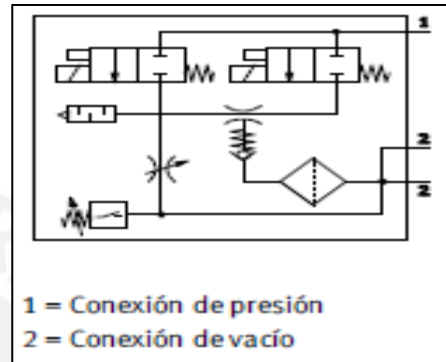 1
2
2
1 = Conexión de presión
2 = Conexión de vacío